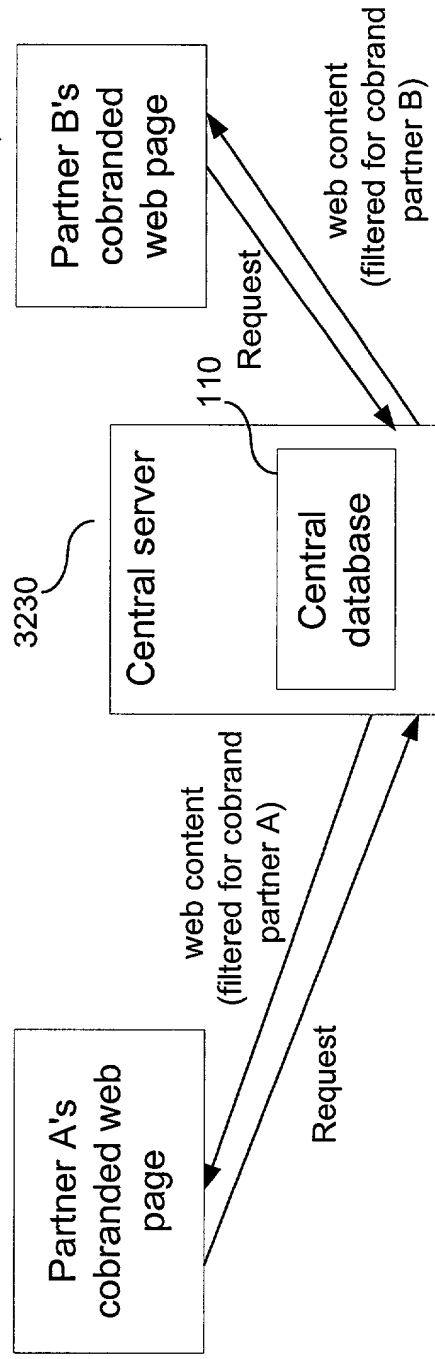 Partner A's
cobranded web
page
web content
(filtered for cobrand
partner A)
Request
3230
Central server
110
Central
database
Request
web content
(filtered for cobrand
partner B)
Partner B's
cobranded
web page